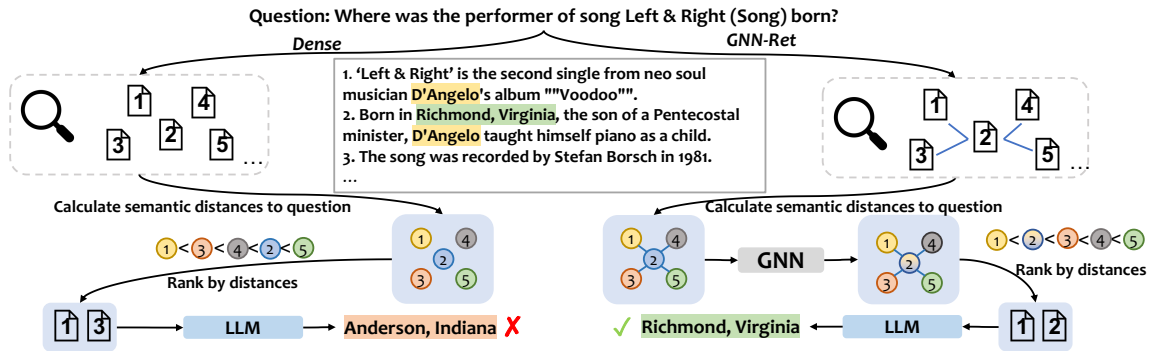 Question: Where was the performer of song Left & Right (Song) born?
Dense
GNN-Ret
1. ‘Left & Right’ is the second single from neo soul
musician D'Angelo's album ""Voodoo"".
2. Born in Richmond, Virginia, the son of a Pentecostal
minister, D'Angelo taught himself piano as a child.
3. The song was recorded by Stefan Borsch in 1981.
...
1
4
2
3
5
...
1
4
2
3
5
...
Calculate semantic distances to question
Calculate semantic distances to question
1 < 3 < 4 < 2 < 5
Rank by distances
1
4
2
3
5
1
4
2
3
5
GNN
1
4
2
3
5
1 < 2 < 3 < 4 < 5
Rank by distances
1 3
LLM
Anderson, Indiana ✗
✓ Richmond, Virginia
LLM
1 2